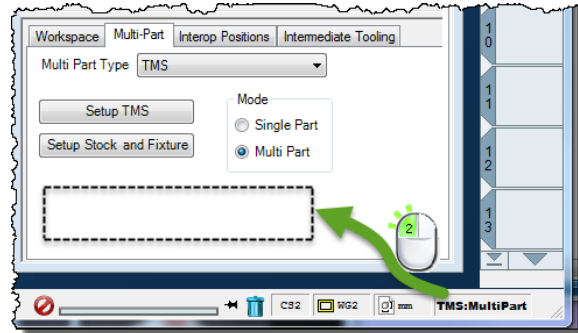 Workspace Multi-Part Interop Positions Intermediate Tooling
Multi Part Type TMS
Setup TMS
Setup Stock and Fixture
Mode
Single Part
Multi Part
2
10
11
12
13
CS2 WG2 mm TMS:MultiPart